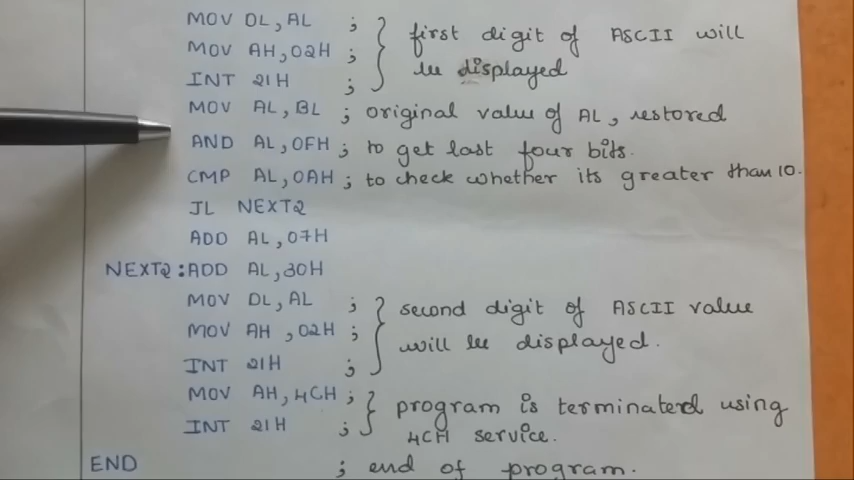 MOV DL, AL ; } first digit of ASCII will
MOV AH, 02H ; be displayed
INT 21H ;
MOV AL, BL ; original value of AL, restored
AND AL, 0FH ; to get last four bits.
CMP AL, 0AH ; to check whether its greater than 10.
JL NEXT2
ADD AL, 07H
NEXT2: ADD AL, 30H
MOV DL, AL ; } second digit of ASCII value
MOV AH, 02H ; will be displayed.
INT 21H ;
MOV AH, 4CH ; } program is terminated using
INT 21H ; 4CH service.
END ; end of program.